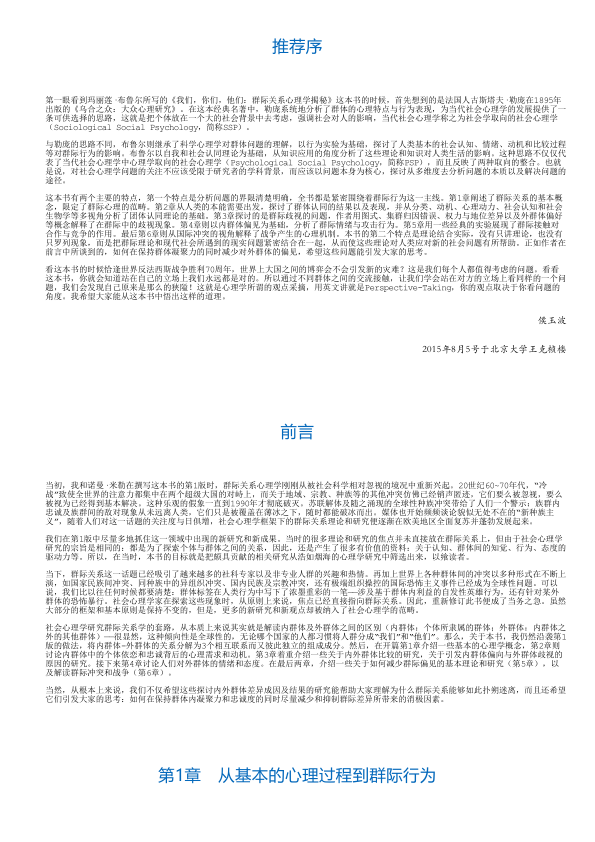 推荐序
第一眼看到玛丽莲·布鲁尔所写的《我们，你们，他们：群际关系心理学揭秘》这本书的时候，首先想到的是法国人古斯塔夫·勒庞在1895年
出版的《乌合之众：大众心理研究》。在这本经典名著中，勒庞系统地分析了群体的心理特点与行为表现，为当代社会心理学的发展提供了一
条可供选择的思路，这就是把个体放在一个大的社会背景中去考虑，强调社会对人的影响，当代社会心理学称之为社会学取向的社会心理学
（Sociological Social Psychology，简称SSP）。
与勒庞的思路不同，布鲁尔则继承了科学心理学对群体问题的理解，以行为实验为基础，探讨了人类基本的社会认知、情绪、动机和比较过程
等对群际行为的影响。布鲁尔以自我和社会认同理论为基础，从知识应用的角度分析了这些理论和知识对人类生活的影响。这种思路不仅仅代
表了当代社会心理学中心理学取向的社会心理学（Psychological Social Psychology，简称PSP），而且反映了两种取向的整合。也就
是说，对社会心理学问题的关注不应该受限于研究者的学科背景，而应该以问题本身为核心，探讨从多维度去分析问题的本质以及解决问题的
途径。
这本书有两个主要的特点，第一个特点是分析问题的界限清楚明确，全书都是紧密围绕着群际行为这一主线。第1章阐述了群际关系的基本概
念，限定了群际心理的范畴。第2章从人类的本能需要出发，探讨了群体认同的结果以及表现，并从分类、动机、心理动力、社会认知和社会
生物学等多视角分析了团体认同理论的基础。第3章探讨的是群际歧视的问题，作者用图式、集群归因错误、权力与地位差异以及外群体偏好
等概念解释了在群际中的歧视现象。第4章则以内群体偏见为基础，分析了群际情绪与攻击行为。第5章用一些经典的实验展现了群际接触对
合作与竞争的作用。最后第6章则从国际冲突的视角解释了战争产生的心理机制。本书的第二个特点是理论结合实际，没有只讲理论，也没有
只罗列现象，而是把群际理论和现代社会所遇到的现实问题紧密结合在一起，从而使这些理论对人类应对新的社会问题有所帮助。正如作者在
前言中所谈到的，如何在保持群体凝聚力的同时减少对外群体的偏见，希望这些问题能引发大家的思考。
看这本书的时候恰逢世界反法西斯战争胜利70周年，世界上大国之间的博弈会不会引发新的灾难？这是我们每个人都值得考虑的问题。看看
这本书，你就会知道站在自己的立场上我们永远都是对的。所以通过不同群体之间的交流接触，让我们学会站在对方的立场上看同样的一个问
题，我们会发现自己原来是那么的狭隘！这就是心理学所谓的观点采摘，用英文讲就是Perspective-Taking，你的观点取决于你看问题的
角度。我希望大家能从这本书中悟出这样的道理。
侯玉波
2015年8月5号于北京大学王克桢楼
前言
当初，我和诺曼·米勒在撰写这本书的第1版时，群际关系心理学刚刚从被社会科学相对忽视的境况中重新兴起。20世纪60~70年代，“冷
战”致使全世界的注意力都集中在两个超级大国的对峙上，而关于地域、宗教、种族等的其他冲突仿佛已经销声匿迹，它们要么被忽视，要么
被视为已经得到基本解决。这种乐观的假象一直到1990年才彻底破灭。苏联解体及随之涌现的全球性种族冲突带给了人们一个警示：族群内
忠诚及族群间的敌对现象从未远离人类，它们只是被覆盖在薄冰之下，随时都能破冰而出。媒体也开始频频谈论貌似无处不在的“新种族主
义”，随着人们对这一话题的关注度与日俱增，社会心理学框架下的群际关系理论和研究便逐渐在欧美地区全面复苏并蓬勃发展起来。
我们在第1版中尽量多地抓住这一领域中出现的新研究和新成果。当时的很多理论和研究的焦点并未直接放在群际关系上，但由于社会心理学
研究的宗旨是相同的：都是为了探索个体与群体之间的关系，因此，还是产生了很多有价值的资料：关于认知、群体间的知觉、行为、态度的
驱动力等。所以，在当时，本书的目标就是把颇具贡献的相关研究从浩如烟海的心理学研究中筛选出来，以飨读者。
当下，群际关系这一话题已经吸引了越来越多的社科专家以及非专业人群的兴趣和热情。再加上世界上各种群体间的冲突以多种形式在不断上
演，如国家民族间冲突、同种族中的异组织冲突、国内民族及宗教冲突，还有极端组织操控的国际恐怖主义事件已经成为全球性问题，可以
说，我们比以往任何时候都要清楚：群体标签在人类行为中写下了浓墨重彩的一笔——涉及基于群体内利益的自发性英雄行为，还有针对某外
群体的恐怖暴行。社会心理学家在探索这些现象时，从原则上来说，焦点已经直接指向群际关系，因此，重新修订此书便成了当务之急。虽然
大部分的框架和基本原则是保持不变的，但是，更多的新研究和研究亮点却被纳入了社会心理学的范畴。
社会心理学研究群际关系学的套路，从本质上来说其实就是解读内群体及外群体之间的区别（内群体：个体所隶属的群体；外群体：内群体之
外的其他群体）——很显然，这种倾向性是全球性的。无论哪个国家的人都习惯将人群分成“我们”和“他们”。那么，关于本书，我仍然沿袭第1
版的做法，将内群体-外群体的关系分解为3个相互联系而又彼此独立的组成成分。然后，在开篇第1章介绍一些基本的心理学概念，第2章则
讨论内群体中的个体依恋和忠诚背后的心理需求和动机。第3章着重介绍一些关于内外群体比较的研究，关于引发内群体偏向与外群体歧视的
原因的研究。接下来第4章讨论人们对外群体的情绪和态度。在最后两章，介绍一些关于如何减少群际偏见的基本理论和研究（第5章），以
及解读群际冲突和战争（第6章）。
当然，从根本上来说，我们不仅希望这些探讨内外群体差异成因及结果的研究能帮助大家理解为什么群际关系能够如此扑朔迷离，而且还希望
它们引发大家的思考：如何在保持群体内凝聚力和忠诚度的同时尽量减少和抑制群际差异所带来的消极因素。
第1章　从基本的心理过程到群际行为